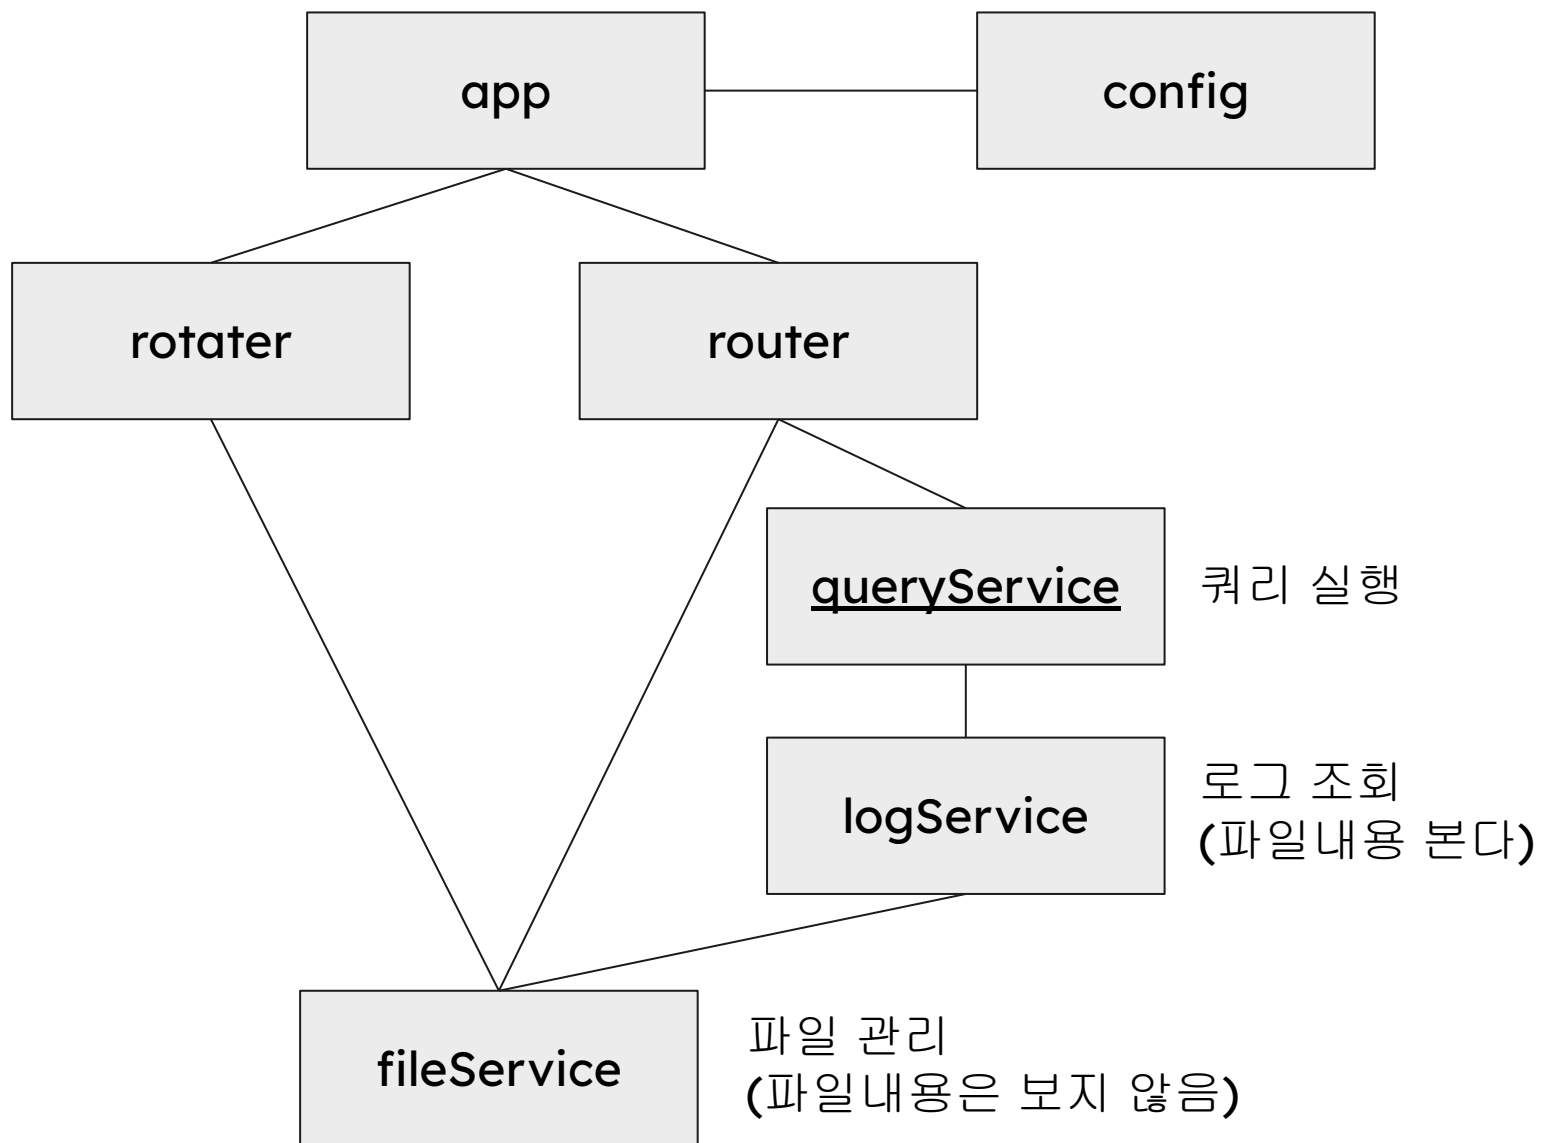 app
config
rotater
router
queryService
쿼리 실행
logService
로그 조회
(파일내용 본다)
fileService
파일 관리
(파일내용은 보지 않음)